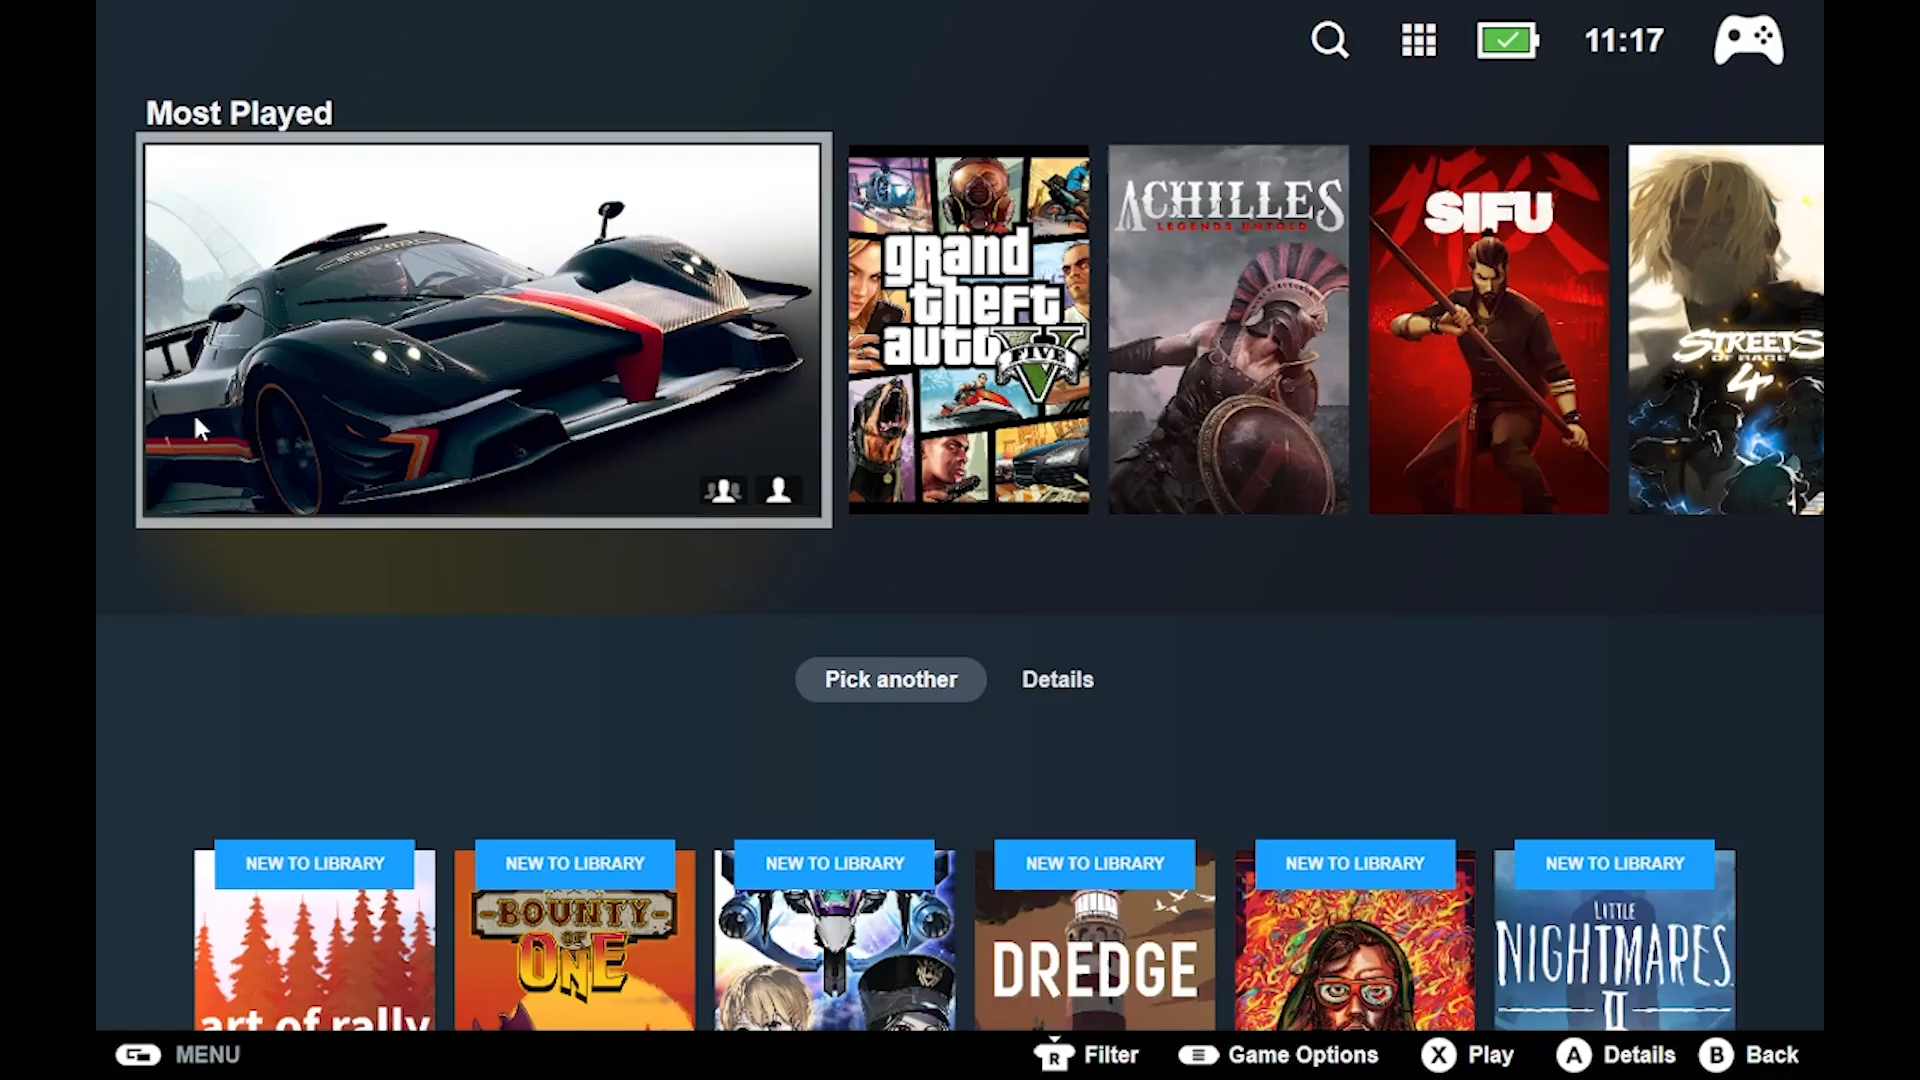 11:17
Most Played
grand
theft
auto
FIVE
ACHILLES
LEGENDS UNTOLD
SIFU
STREETS
OF RAGE
4
Pick another
Details
NEW TO LIBRARY
NEW TO LIBRARY
NEW TO LIBRARY
NEW TO LIBRARY
NEW TO LIBRARY
NEW TO LIBRARY
art of rally
BOUNTY
OF
ONE
DREDGE
LITTLE
NIGHTMARES
II
MENU
R
Filter
Game Options
X
Play
A
Details
B
Back